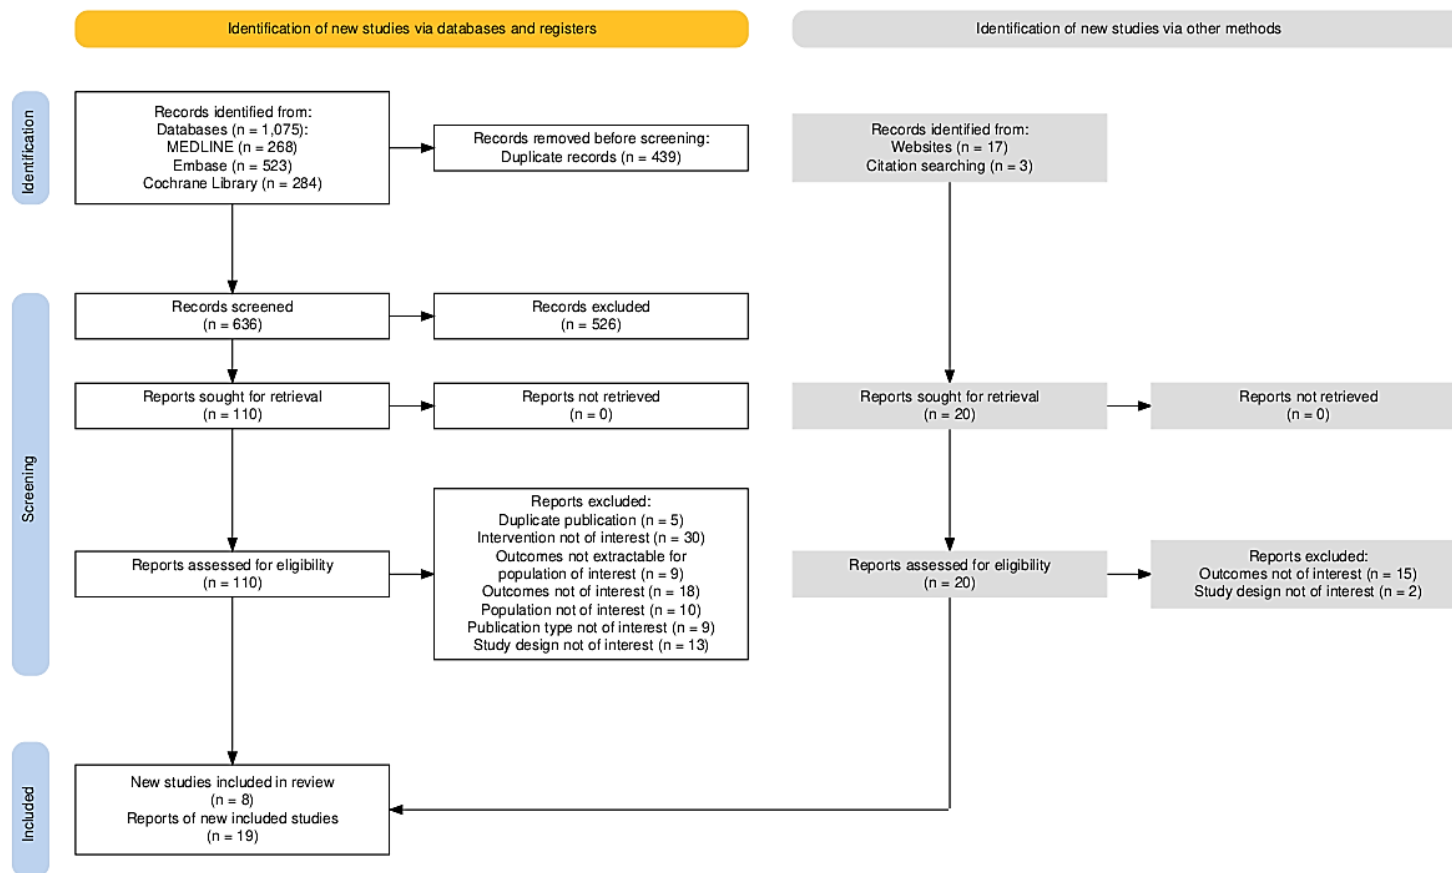 Identification of new studies via databases and registers
Identification of new studies via other methods
Identification
Records identified from:
Databases (n = 1,075):
MEDLINE (n = 268)
Embase (n = 523)
Cochrane Library (n = 284)
Records removed before screening:
Duplicate records (n = 439)
Records identified from:
Websites (n = 17)
Citation searching (n = 3)
Screening
Records screened
(n = 636)
Records excluded
(n = 526)
Reports sought for retrieval
(n = 110)
Reports not retrieved
(n = 0)
Reports sought for retrieval
(n = 20)
Reports not retrieved
(n = 0)
Reports assessed for eligibility
(n = 110)
Reports excluded:
Duplicate publication (n = 5)
Intervention not of interest (n = 30)
Outcomes not extractable for
population of interest (n = 9)
Outcomes not of interest (n = 18)
Population not of interest (n = 10)
Publication type not of interest (n = 9)
Study design not of interest (n = 13)
Reports assessed for eligibility
(n = 20)
Reports excluded:
Outcomes not of interest (n = 15)
Study design not of interest (n = 2)
Included
New studies included in review
(n = 8)
Reports of new included studies
(n = 19)